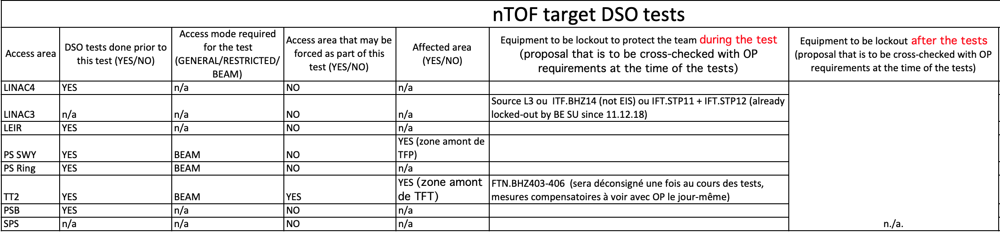 nTOF target DSO tests
Access area
DSO tests done prior to
this test (YES/NO)
Access mode required
for the test
(GENERAL/RESTRICTED/
BEAM)
Access area that may be
forced as part of this
test (YES/NO)
Affected area
(YES/NO)
Equipment to be lockout to protect the team during the test
(proposal that is to be cross-checked with OP
requirements at the time of the tests)
Equipment to be lockout after the tests
(proposal that is to be cross-checked with OP
requirements at the time of the tests)
LINAC4 YES n/a NO n/a
Source L3 ou  ITF.BHZ14 (not EIS) ou IFT.STP11 + IFT.STP12 (already
LINAC3 n/a n/a NO n/a locked-out by BE SU since 11.12.18)
LEIR YES n/a NO n/a
YES (zone amont de
PS SWY YES BEAM NO TFP)
PS Ring YES BEAM NO n/a
YES (zone amont FTN.BHZ403-406  (sera déconsigné une fois au cours des tests,
TT2 YES BEAM YES de TFT) mesures compensatoires à voir avec OP le jour-même)
PSB YES n/a NO n/a
SPS n/a n/a NO n/a n./a.